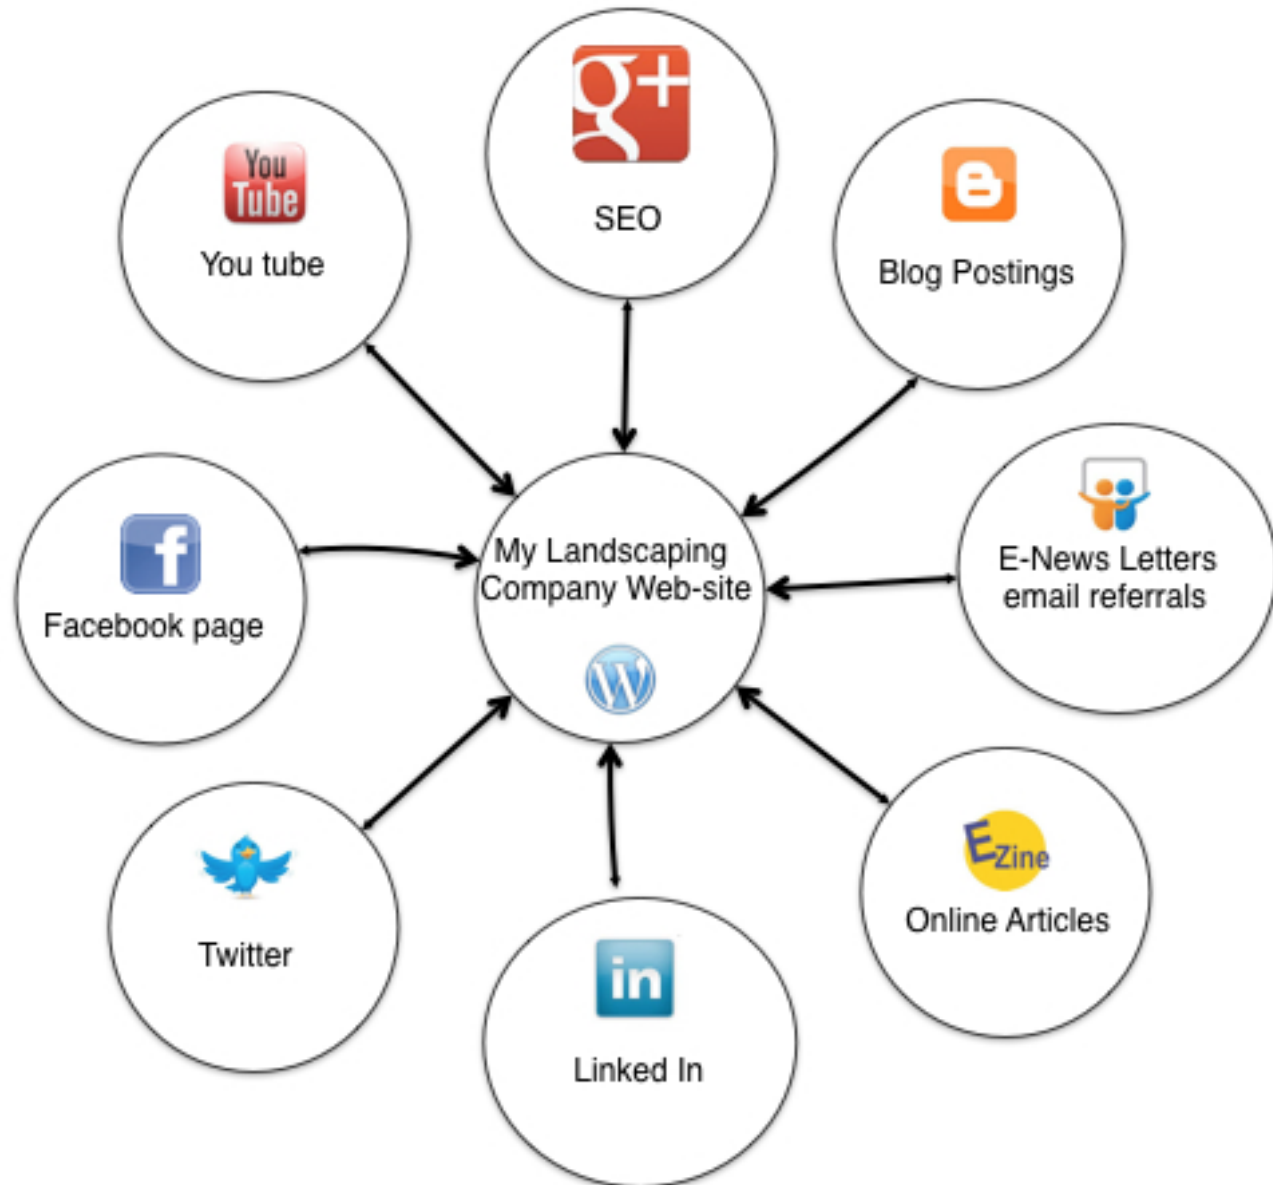 g+
SEO
You
Tube
You tube
B
Blog Postings
f
Facebook page
My Landscaping
Company Web-site
W
E-News Letters
email referrals
Twitter
in
Linked In
E
Zine
Online Articles